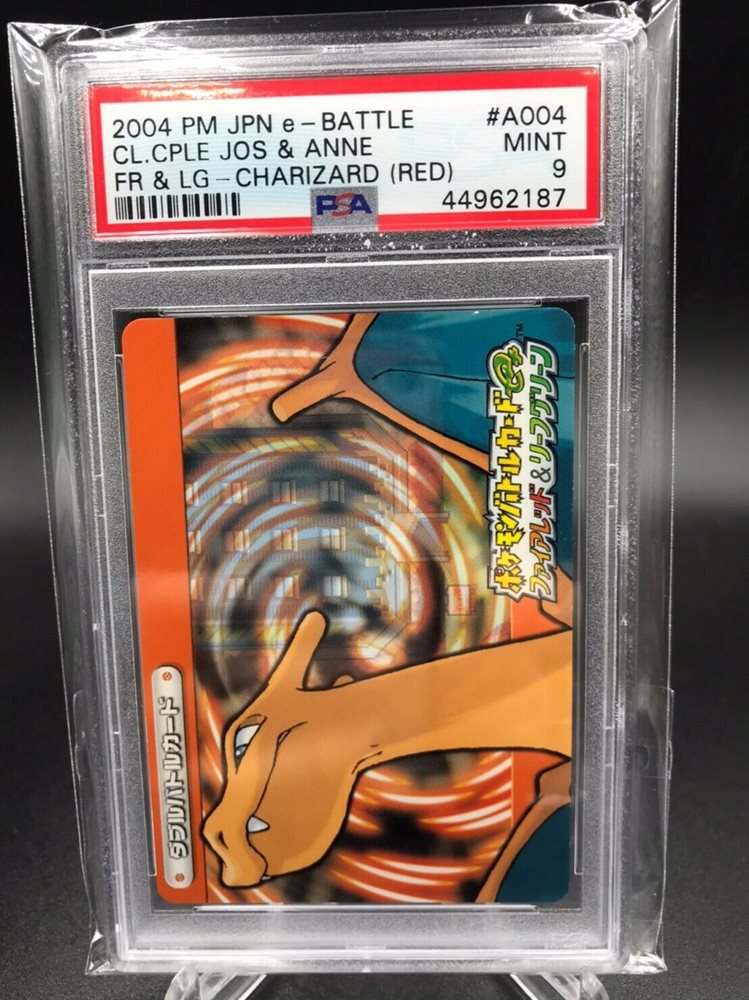 2004 PM JPN e-BATTLE #A004
CL.CPLE JOS & ANNE MINT
FR & LG-CHARIZARD (RED) 9
PSA 44962187
ポケモンバトルカードe+
ファイアレッド&リーフグリーン
TM
ダブルバトルカード